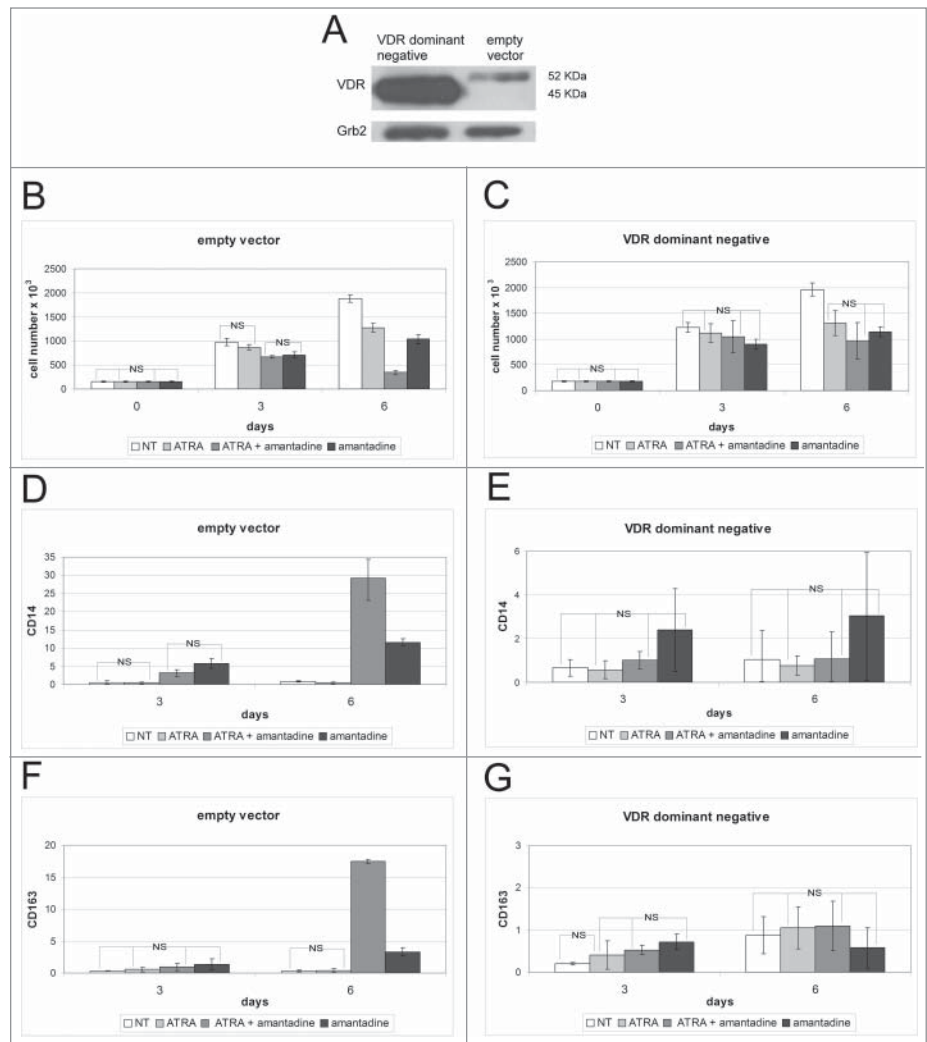 A
VDR dominant negative
empty vector
VDR
52 KDa
45 KDa
Grb2
B
empty vector
cell number x 10³
2500
2000
1500
1000
500
0
NS
NS
NS
0 3 6
days
NT ATRA ATRA + amantadine amantadine
C
VDR dominant negative
cell number x 10³
2500
2000
1500
1000
500
0
NS
NS
NS
0 3 6
days
NT ATRA ATRA + amantadine amantadine
D
empty vector
CD14
35
30
25
20
15
10
5
0
NS
NS
3 6
days
NT ATRA ATRA + amantadine amantadine
E
VDR dominant negative
CD14
6
4
2
0
NS
NS
3 6
days
NT ATRA ATRA + amantadine amantadine
F
empty vector
CD163
20
15
10
5
0
NS
NS
3 6
days
NT ATRA ATRA + amantadine amantadine
G
VDR dominant negative
CD163
3
2
1
0
NS
NS
NS
3 6
days
NT ATRA ATRA + amantadine amantadine